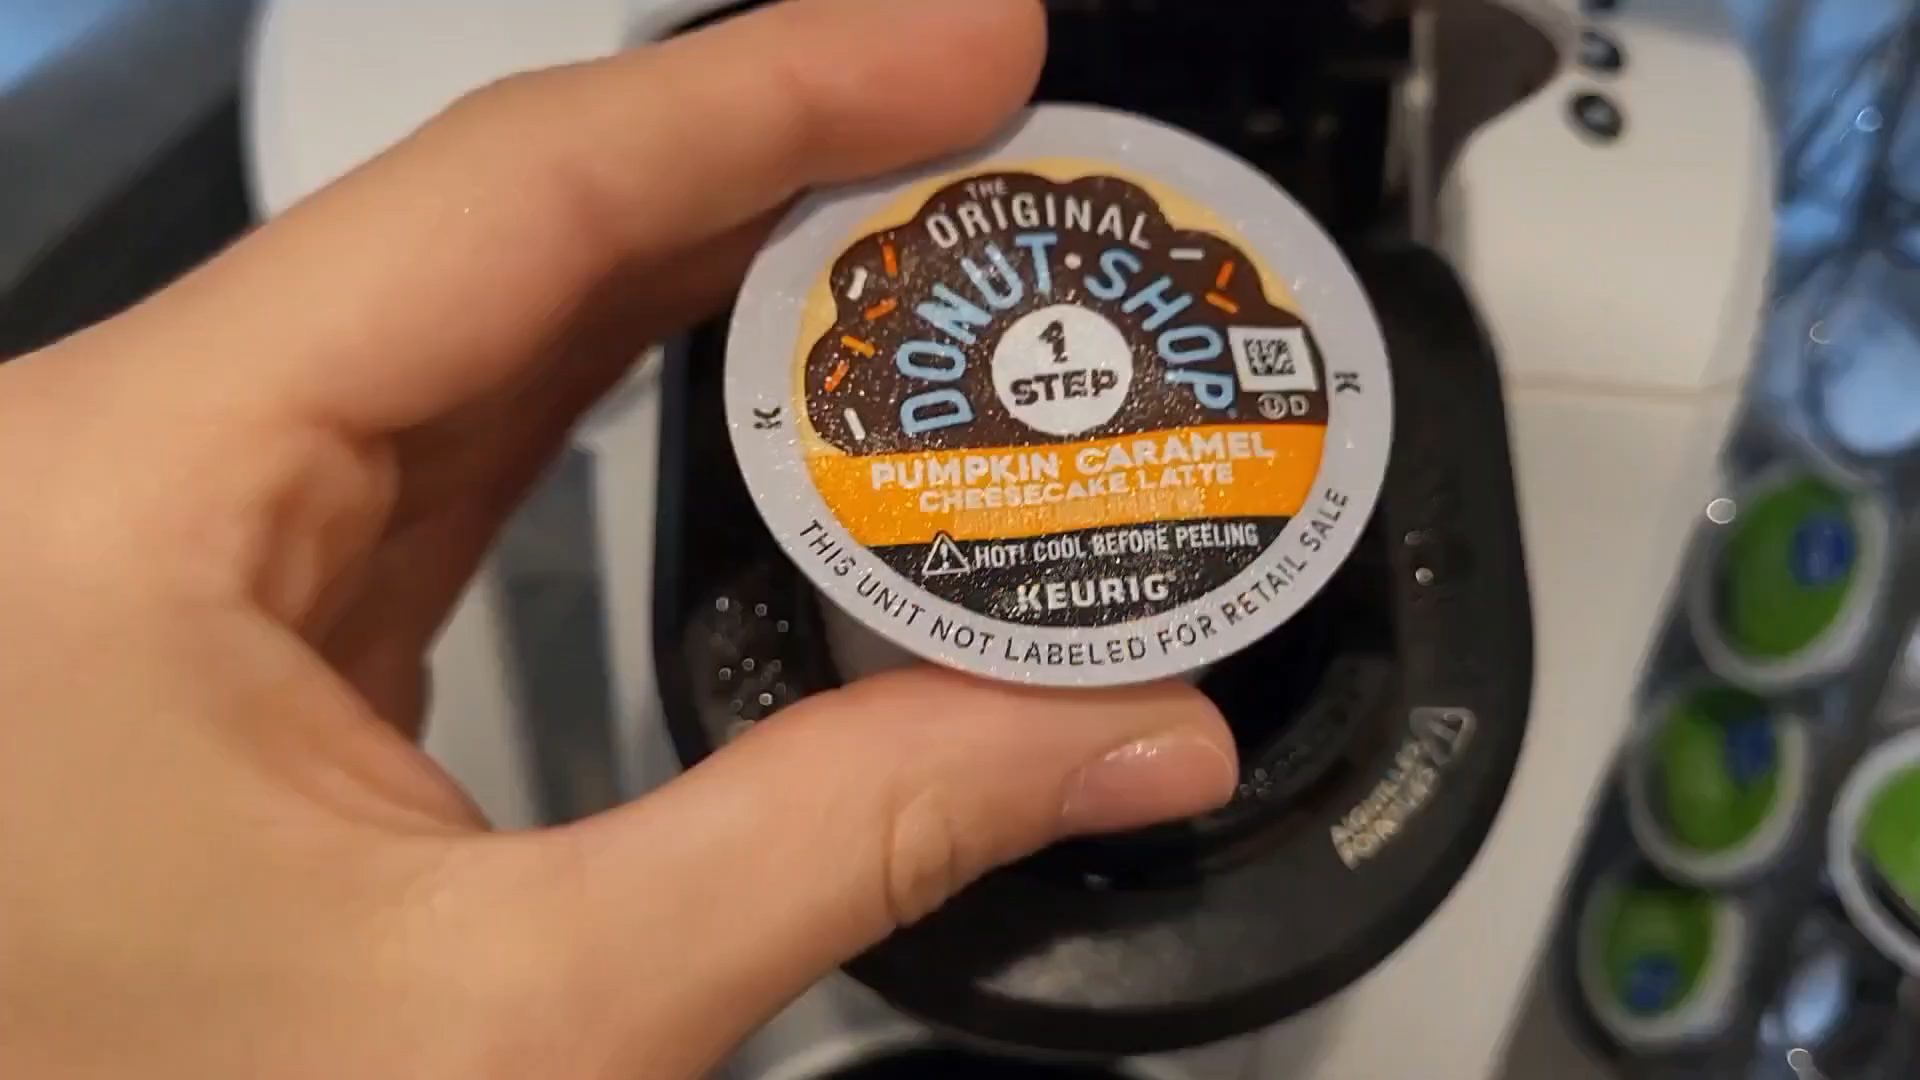 THE
ORIGINAL
DONUT·SHOP
1
STEP
U D
K
K
PUMPKIN CARAMEL
CHEESECAKE LATTE
HOT! COOL BEFORE PEELING
KEURIG
THIS UNIT NOT LABELED FOR RETAIL SALE